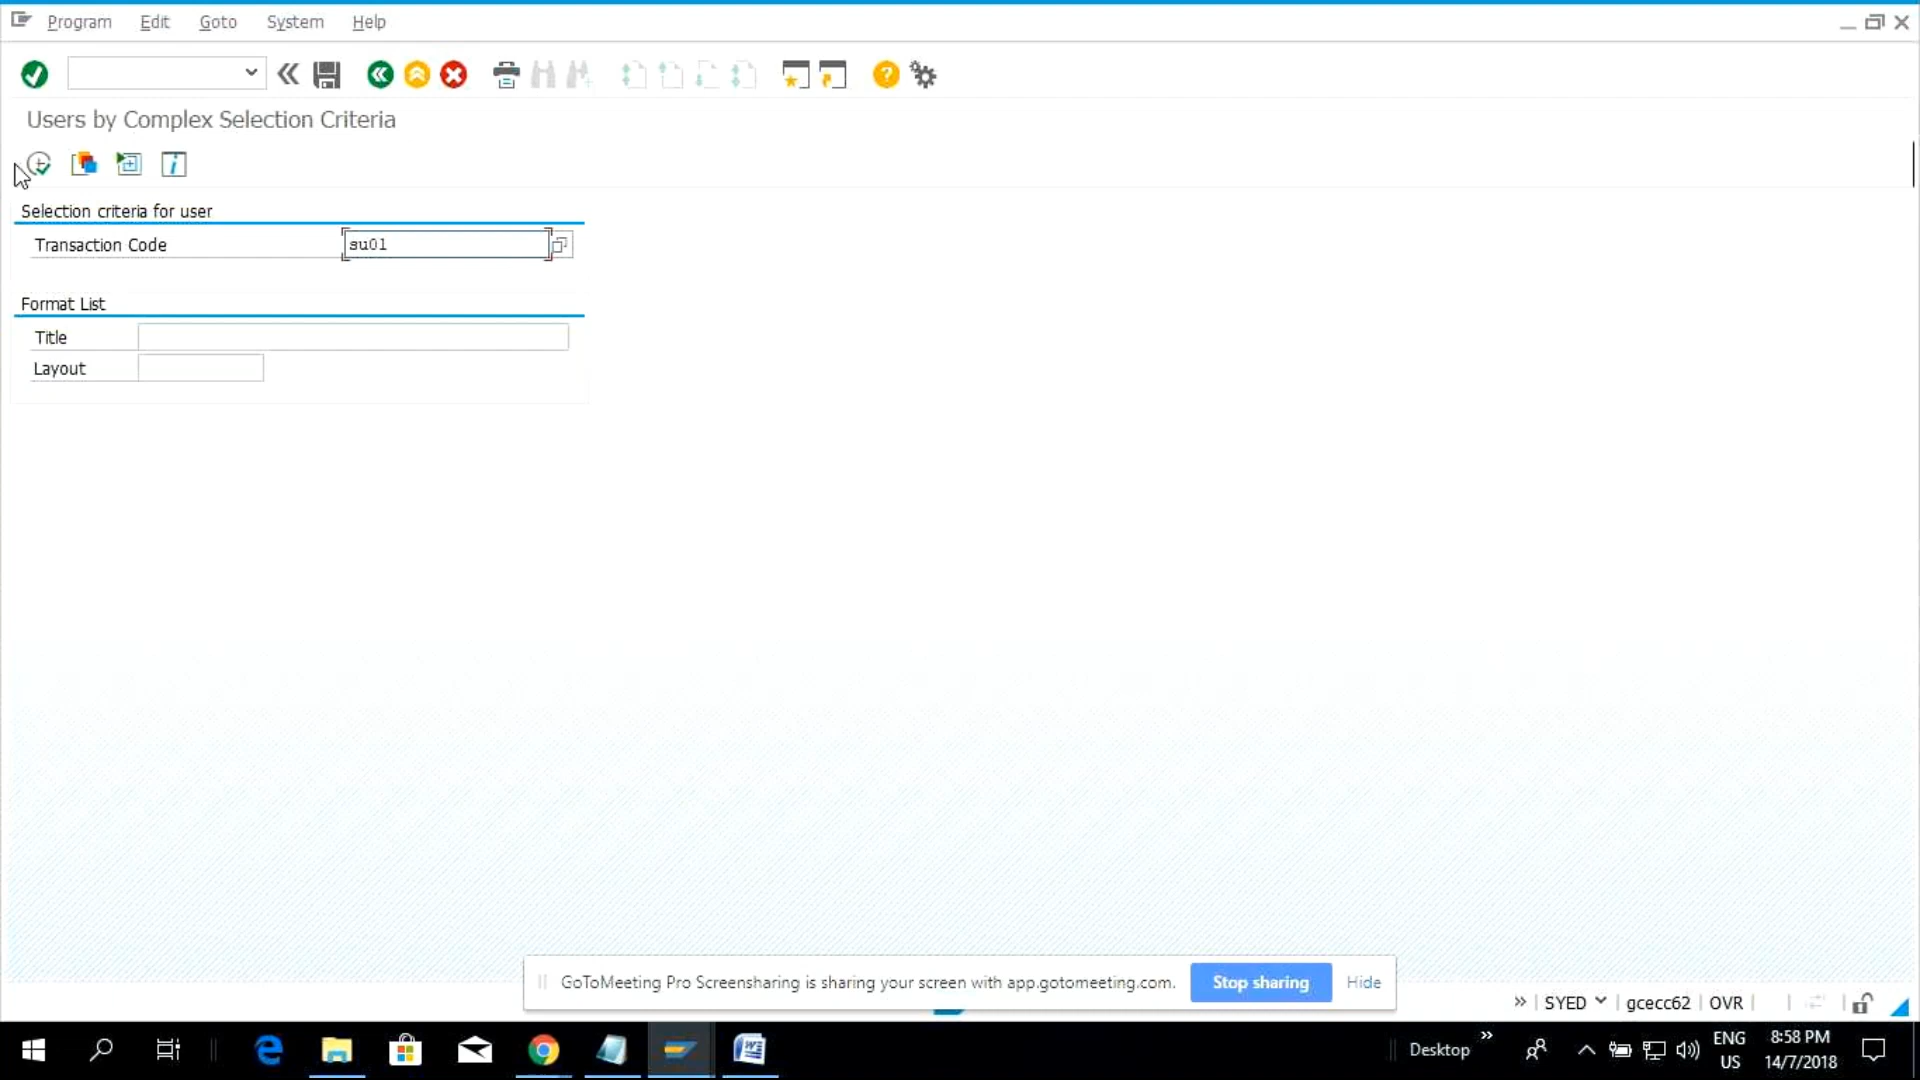 Program Edit Goto System Help
Users by Complex Selection Criteria
Selection criteria for user
Transaction Code su01
Format List
Title
Layout
GoToMeeting Pro Screensharing is sharing your screen with app.gotomeeting.com. Stop sharing Hide
SYED gcecc62 OVR
Desktop ENG 8:58 PM
US 14/7/2018